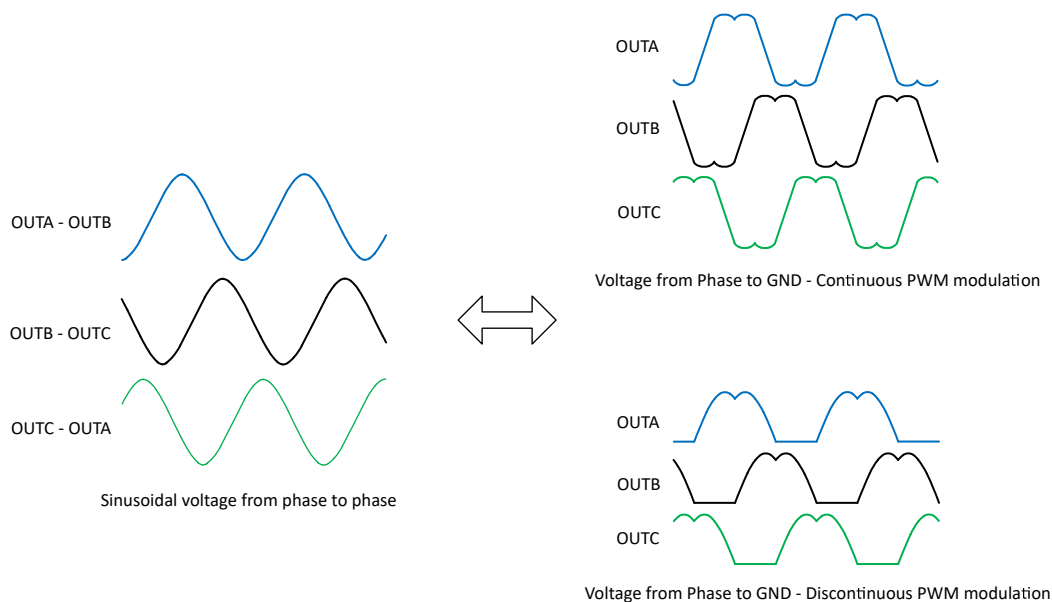 OUTA - OUTB
OUTB - OUTC
OUTC - OUTA
Sinusoidal voltage from phase to phase
OUTA
OUTB
OUTC
Voltage from Phase to GND - Continuous PWM modulation
OUTA
OUTB
OUTC
Voltage from Phase to GND - Discontinuous PWM modulation